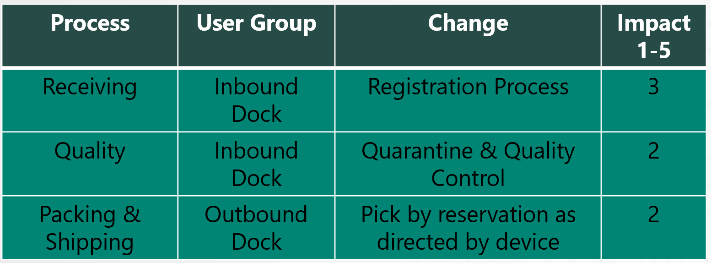 Process User Group Change Impact
1-5
Receiving Inbound Registration Process 3
Dock
Quality Inbound Quarantine & Quality 2
Dock Control
Packing & Outbound Pick by reservation as 2
Shipping Dock directed by device